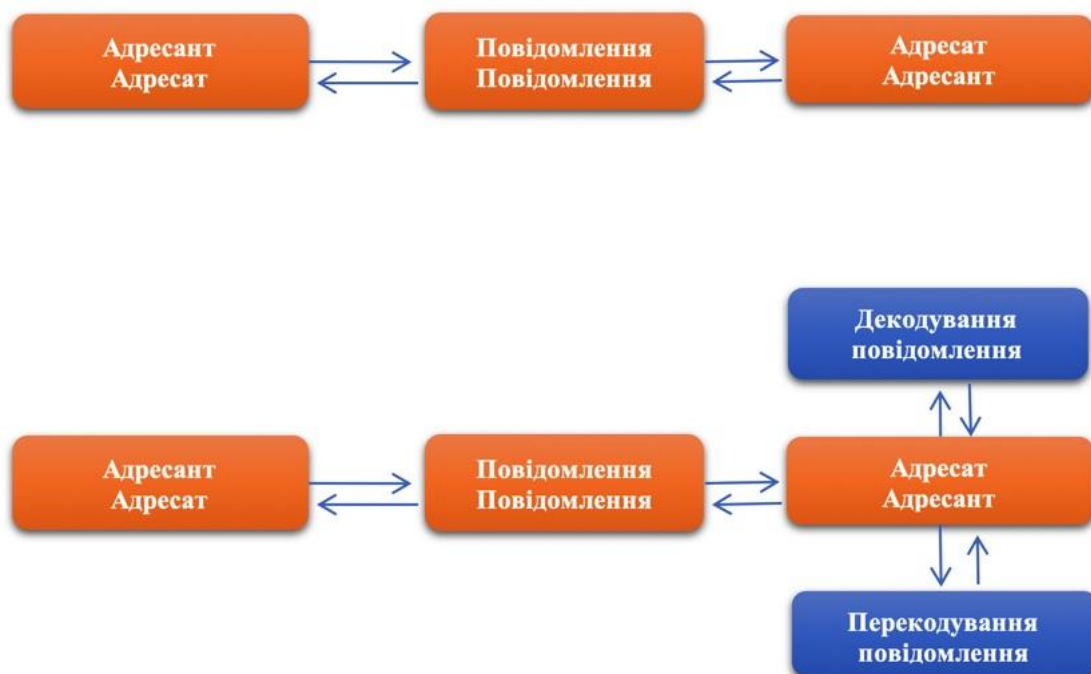 Адресант
Адресат
Повідомлення
Повідомлення
Адресат
Адресант
Декодування
повідомлення
Адресант
Адресат
Повідомлення
Повідомлення
Адресат
Адресант
Перекодування
повідомлення